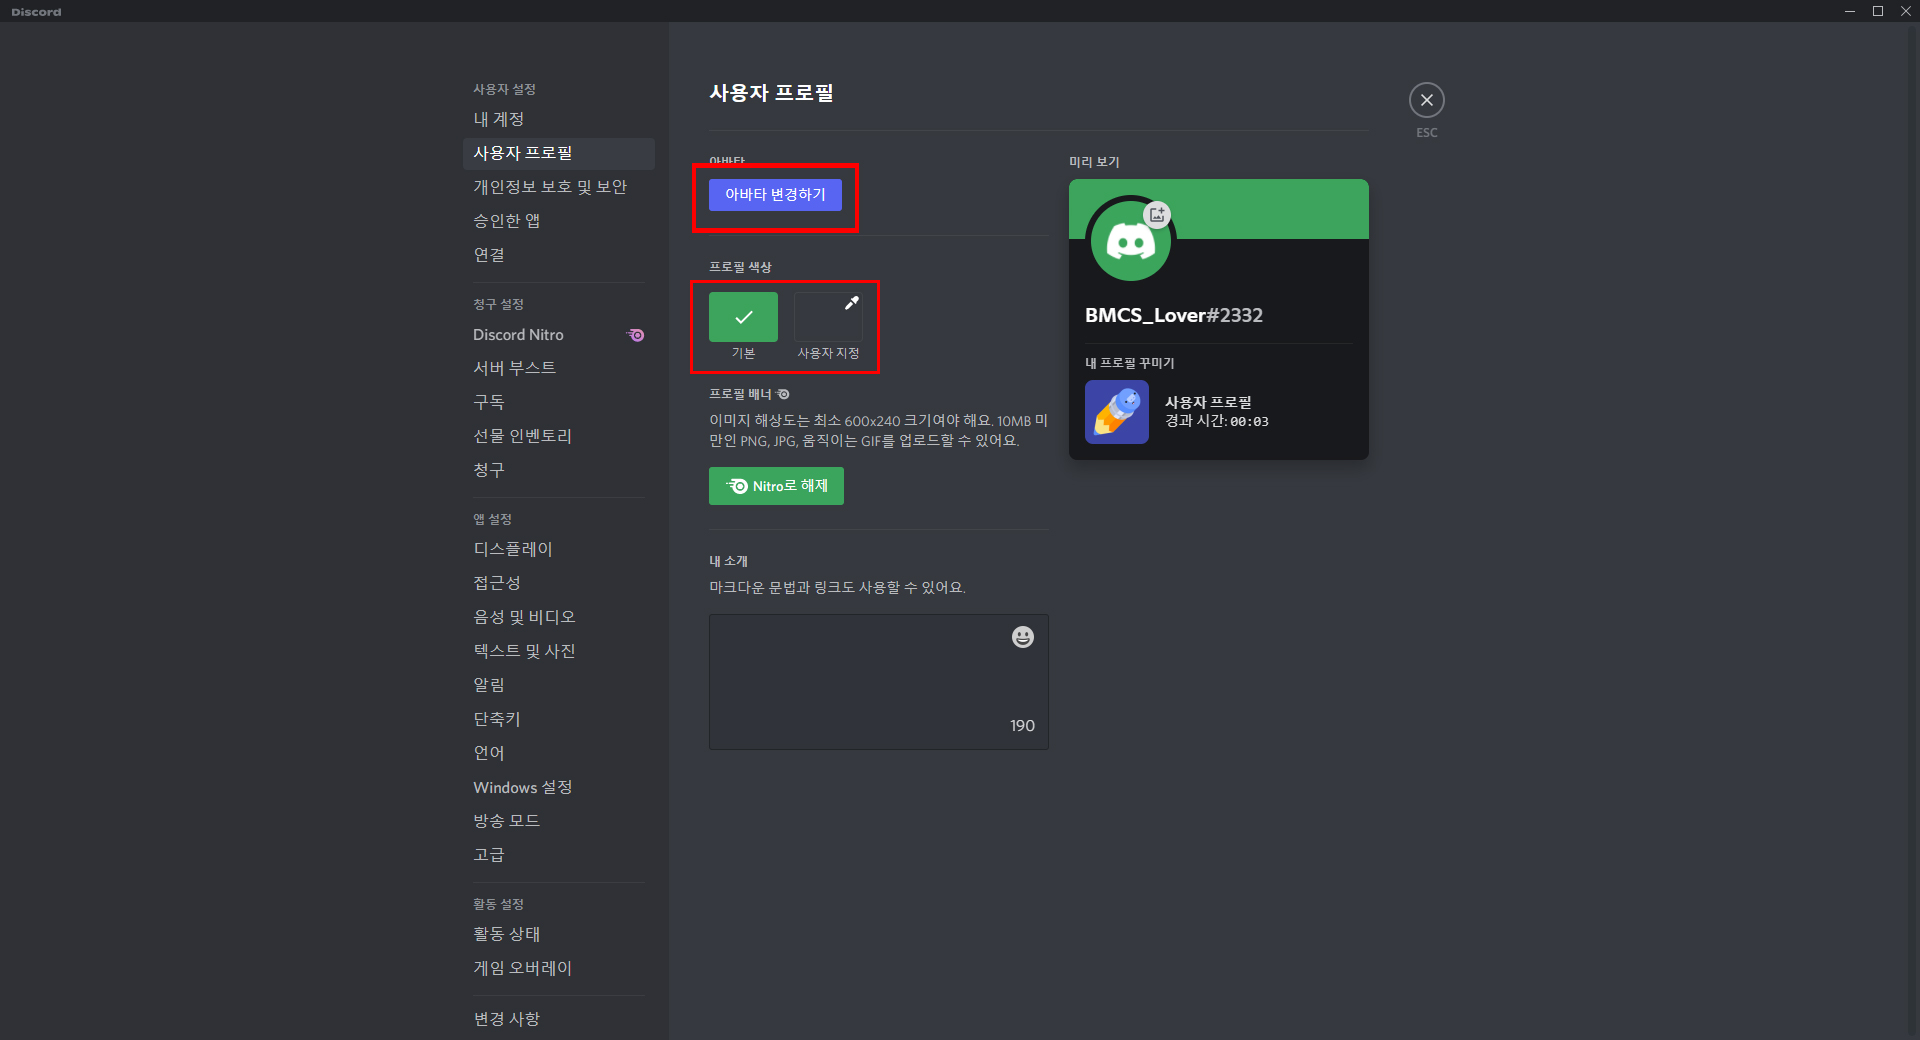 Discord
사용자 설정
내 계정
사용자 프로필
개인정보 보호 및 보안
승인한 앱
연결
청구 설정
Discord Nitro
서버 부스트
구독
선물 인벤토리
청구
앱 설정
디스플레이
접근성
음성 및 비디오
텍스트 및 사진
알림
단축키
언어
Windows 설정
방송 모드
고급
활동 설정
활동 상태
게임 오버레이
변경 사항
사용자 프로필
아바타
아바타 변경하기
프로필 색상
기본
사용자 지정
프로필 배너
이미지 해상도는 최소 600x240 크기여야 해요. 10MB 미
만인 PNG, JPG, 움직이는 GIF를 업로드할 수 있어요.
Nitro로 해제
내 소개
마크다운 문법과 링크도 사용할 수 있어요.
190
미리 보기
BMCS_Lover#2332
내 프로필 꾸미기
사용자 프로필
경과 시간: 00:03
ESC